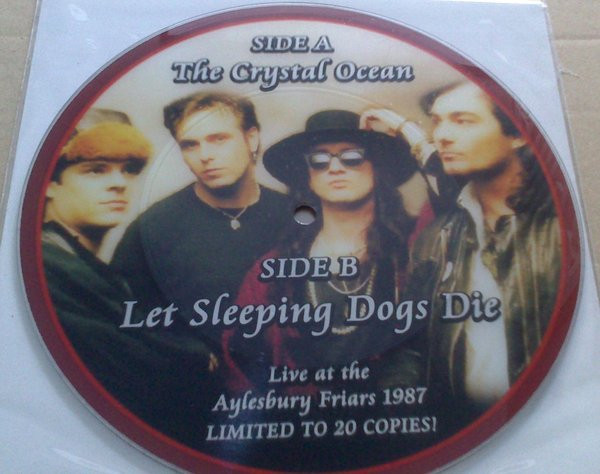 SIDE A
The Crystal Ocean
SIDE B
Let Sleeping Dogs Die
Live at the
Aylesbury Friars 1987
LIMITED TO 20 COPIES!